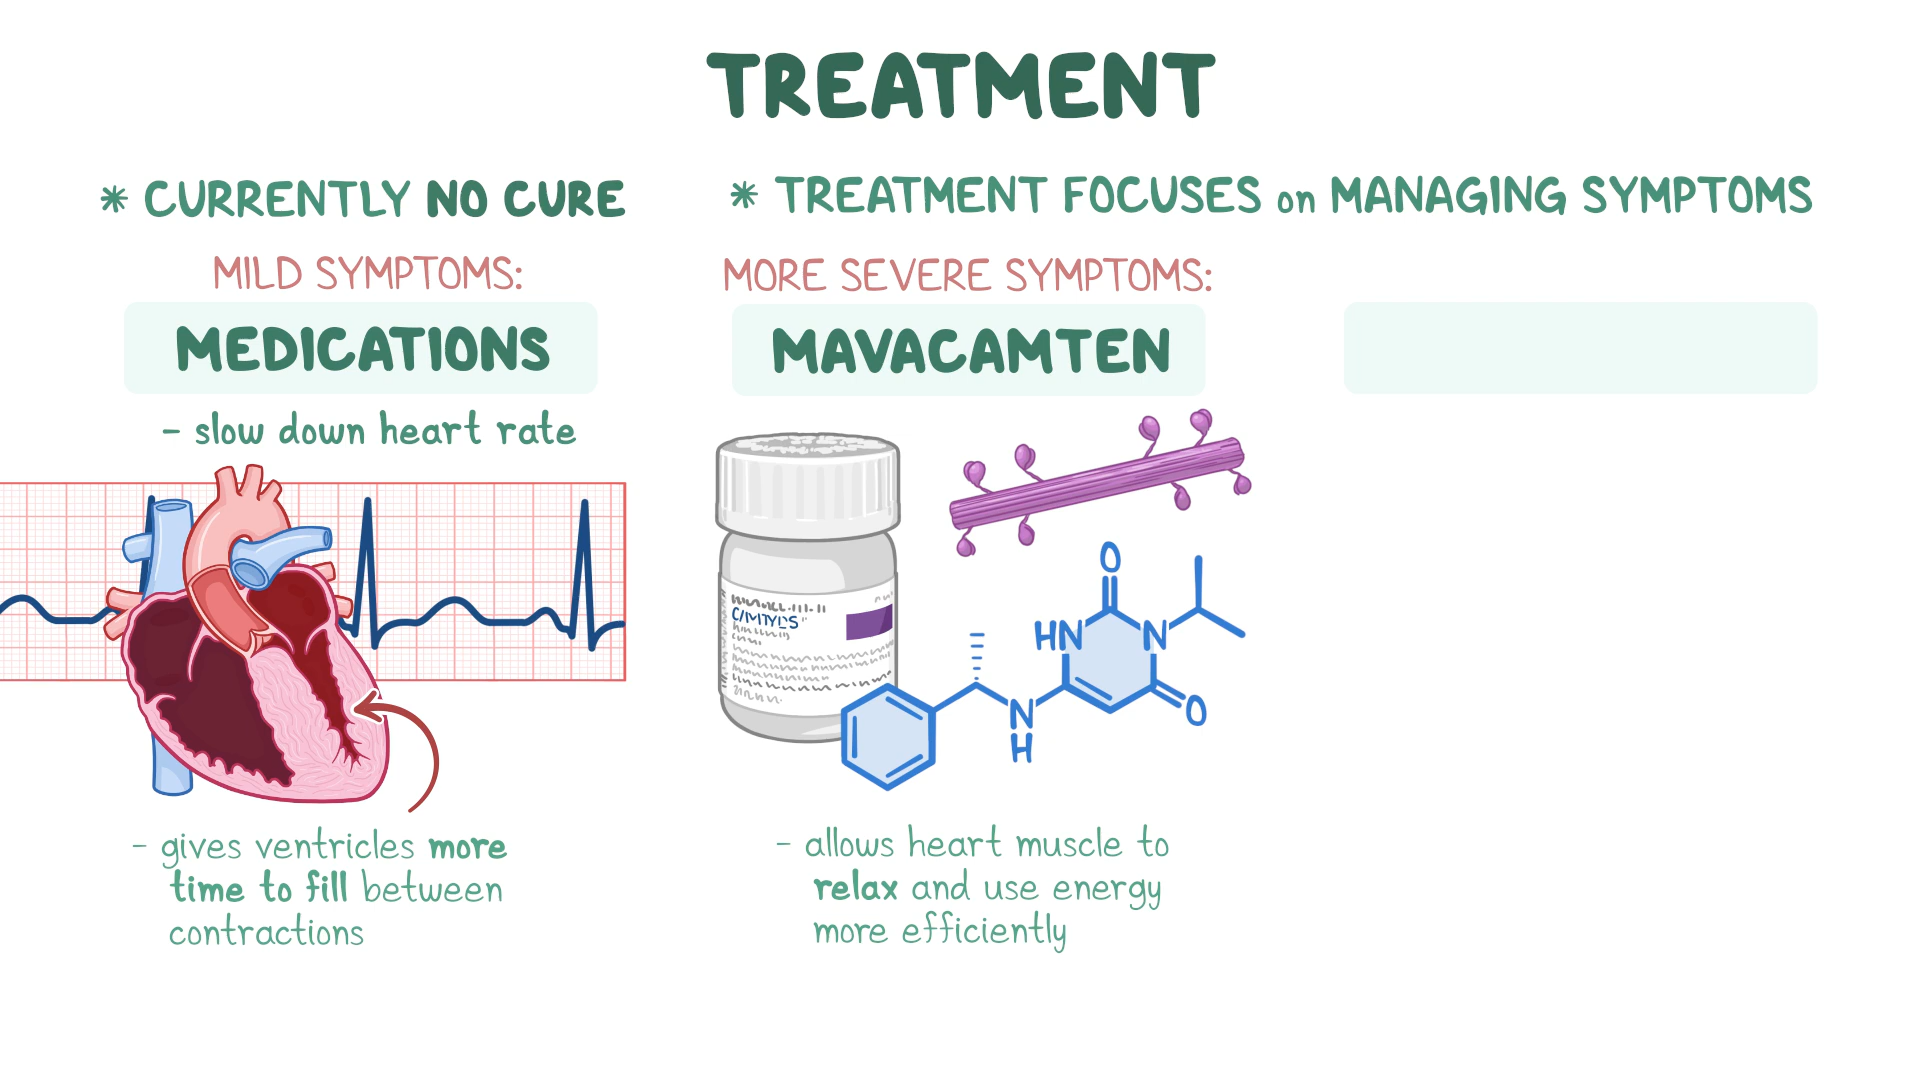 TREATMENT
* CURRENTLY NO CURE
* TREATMENT FOCUSES on MANAGING SYMPTOMS
MILD SYMPTOMS:
MEDICATIONS
- slow down heart rate
- gives ventricles more
time to fill between
contractions
MORE SEVERE SYMPTOMS:
MAVACAMTEN
O
HN
N
O
N
H
- allows heart muscle to
relax and use energy
more efficiently